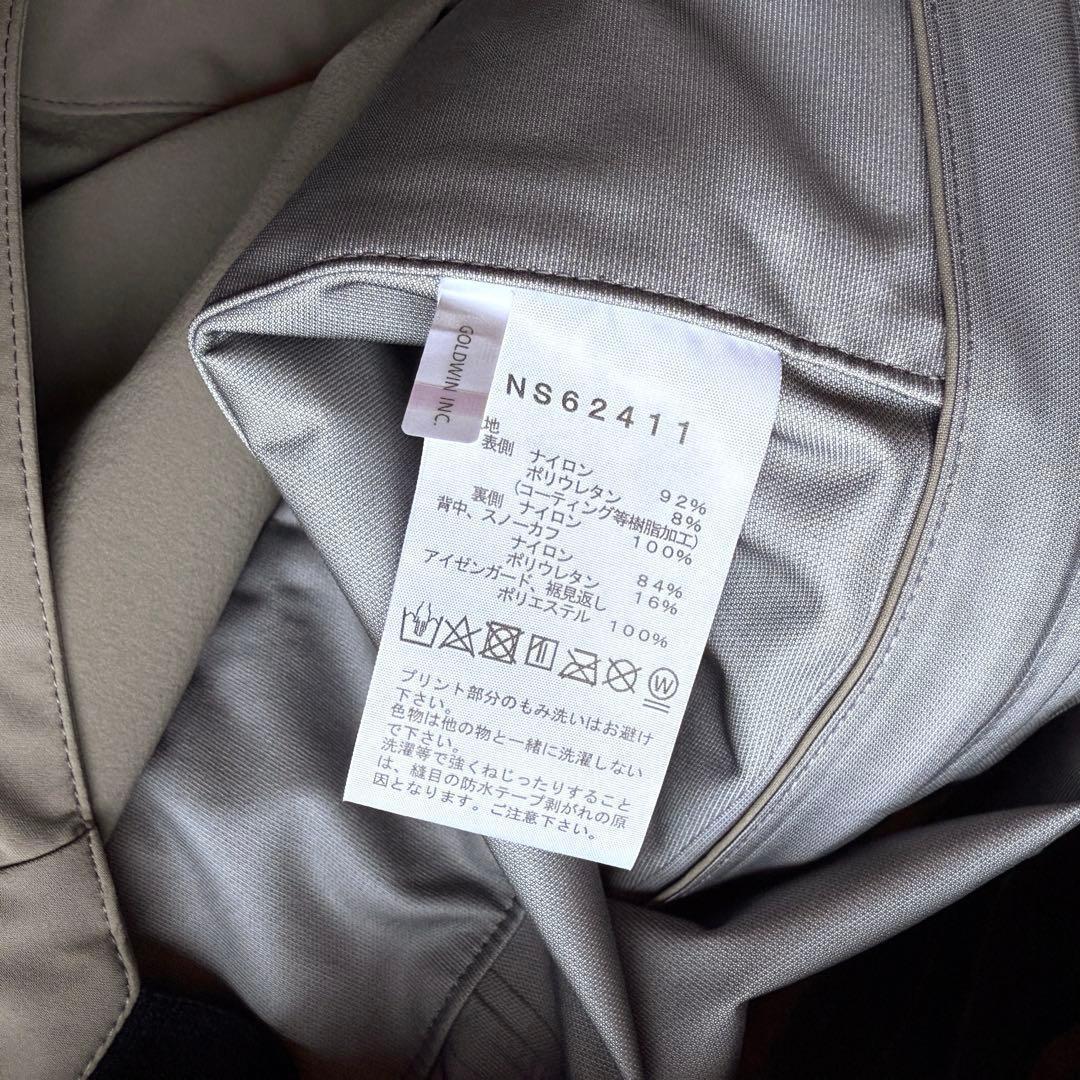 GOLDWIN INC.
NS62411
地
表側 ナイロン 92%
ポリウレタン 8%
(コーティング等樹脂加工)
裏側 ナイロン 100%
背中、スノーカフ
ナイロン 84%
ポリウレタン 16%
アイゼンガード、裾見返し
ポリエステル 100%
W
プリント部分のもみ洗いはお避け
下さい。
色物は他の物と一緒に洗濯しない
で下さい。
洗濯等で強くねじったりすること
は、縫目の防水テープ剥がれの原
因となります。ご注意下さい。